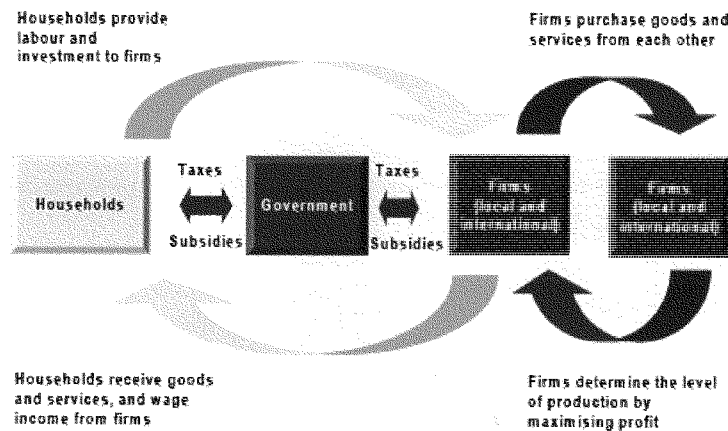 Households provide
labour and
investment to firms
Firms purchase goods and
services from each other
Households
Taxes
Subsidies
Government
Taxes
Subsidies
Firms
(local and
international)
Firms
(local and
international)
Households receive goods
and services, and wage
income from firms
Firms determine the level
of production by
maximising profit